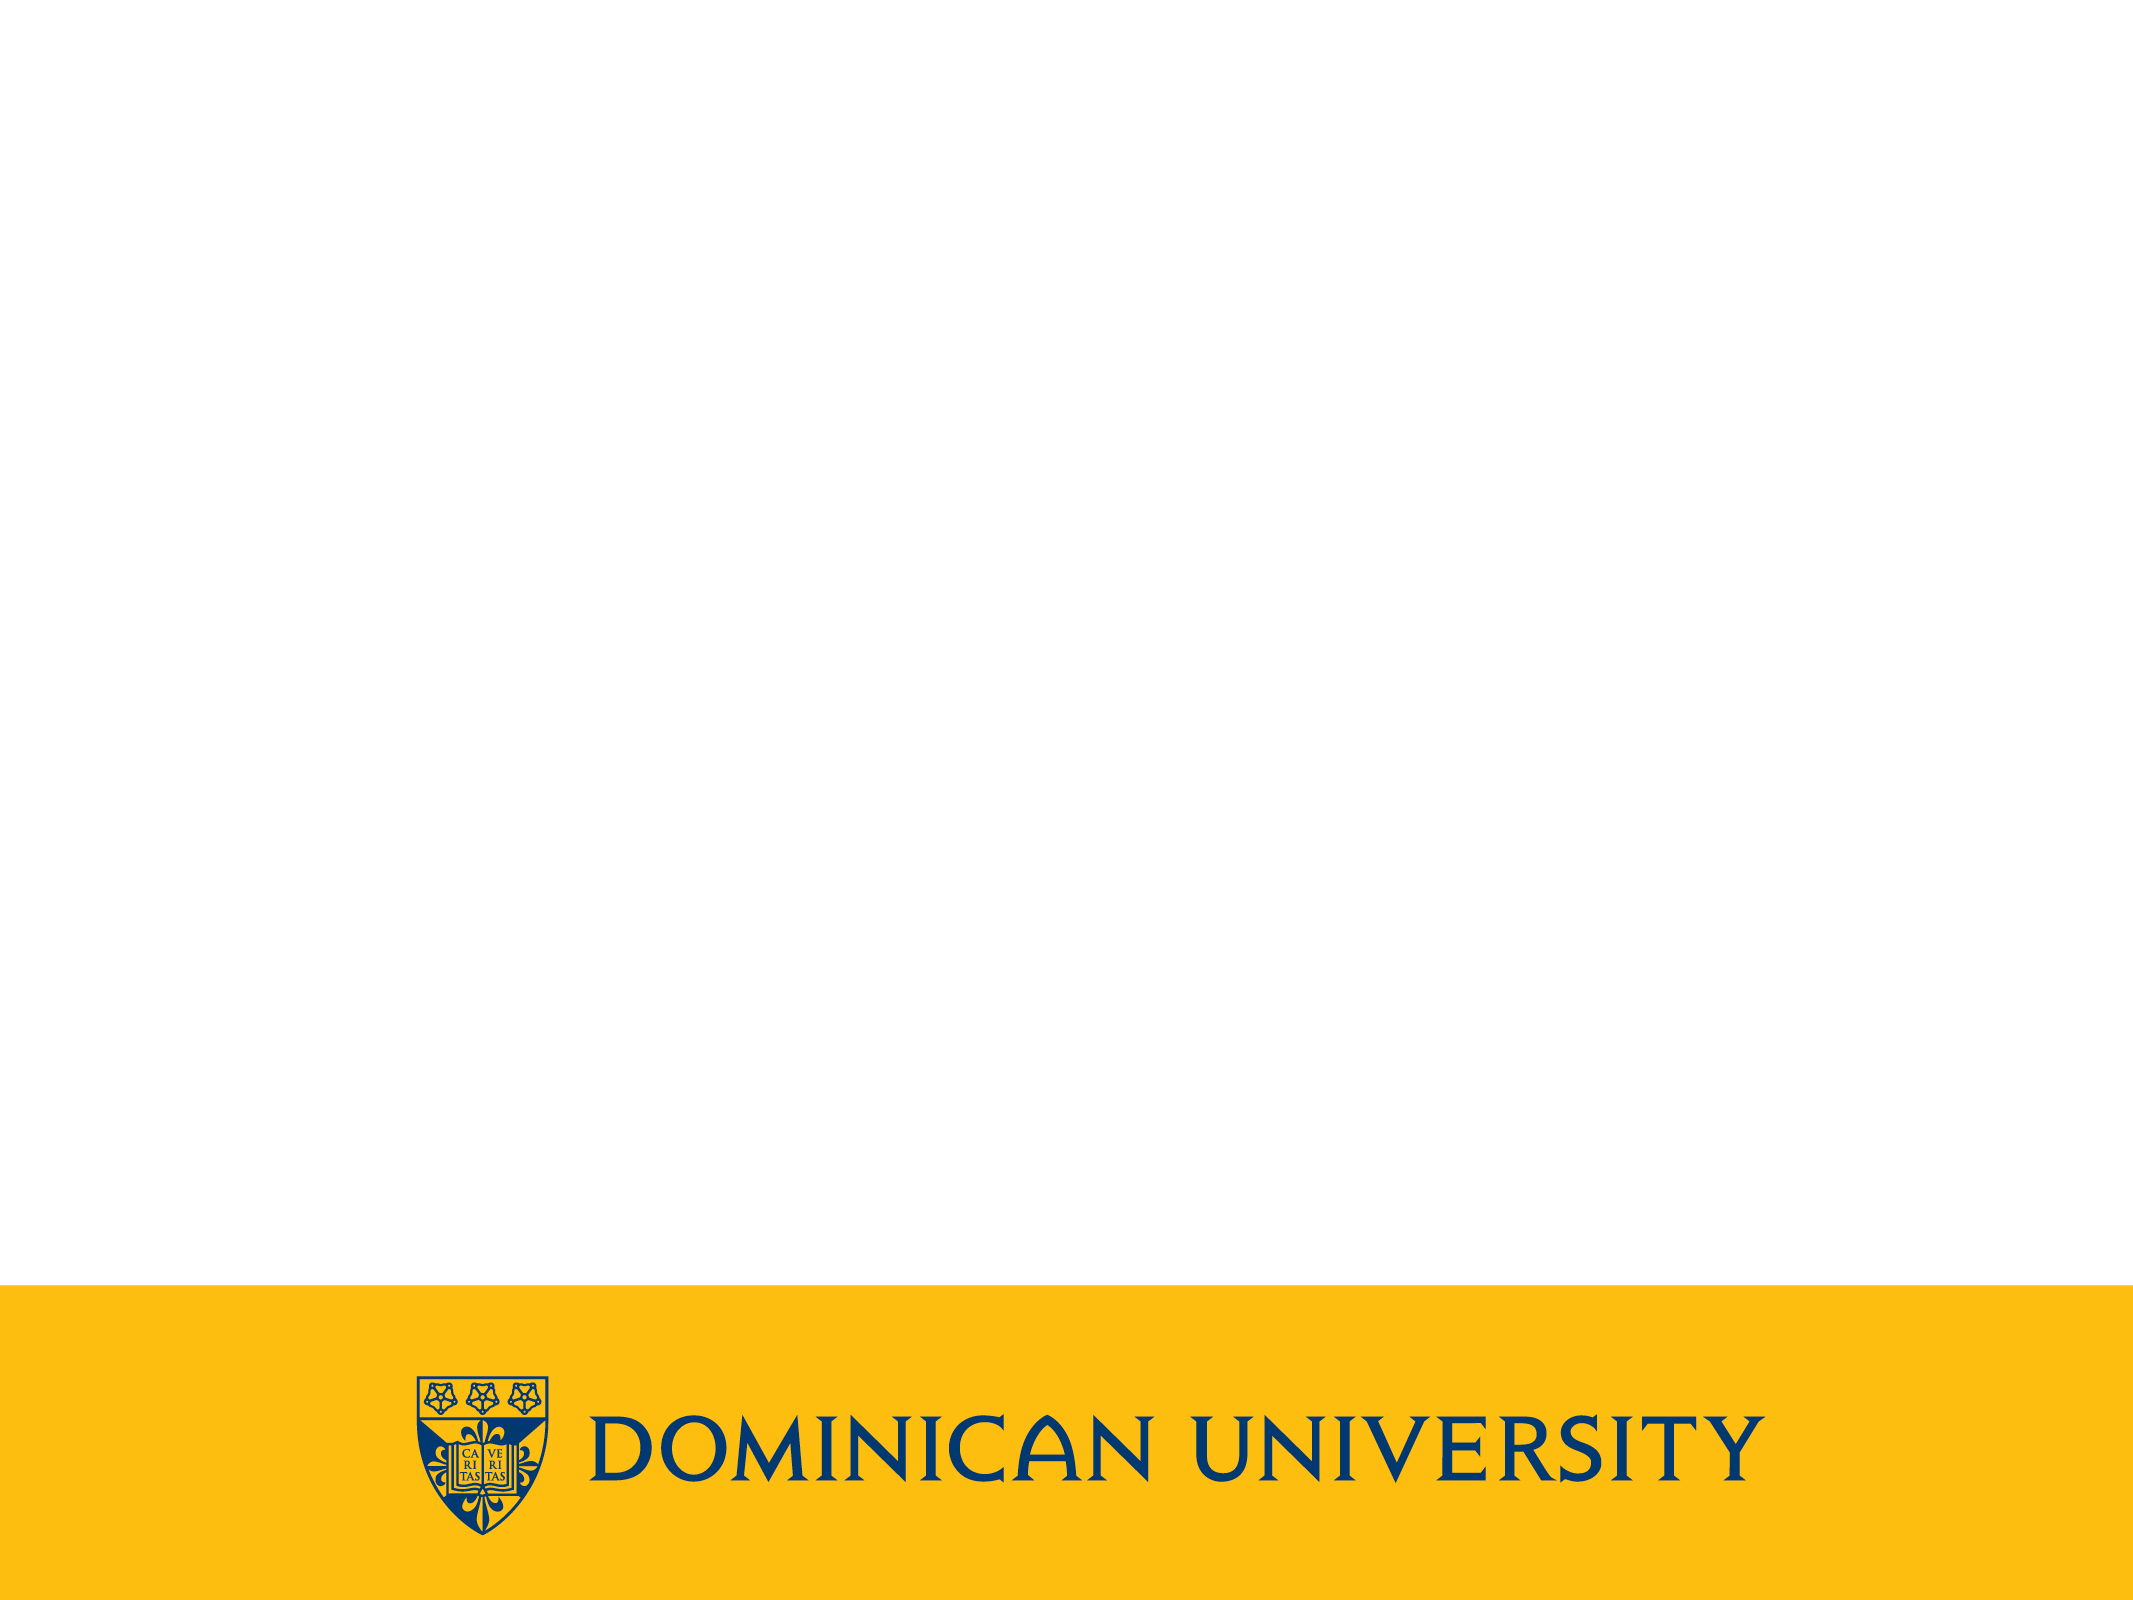 CA VE
RI RI
TAS TAS
DOMINICAN UNIVERSITY